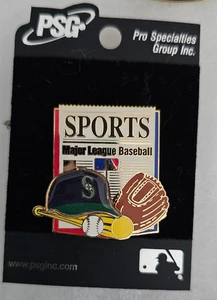 PSG
Pro Specialties
Group Inc.
SPORTS
Major League Baseball
S
www.psginc.com